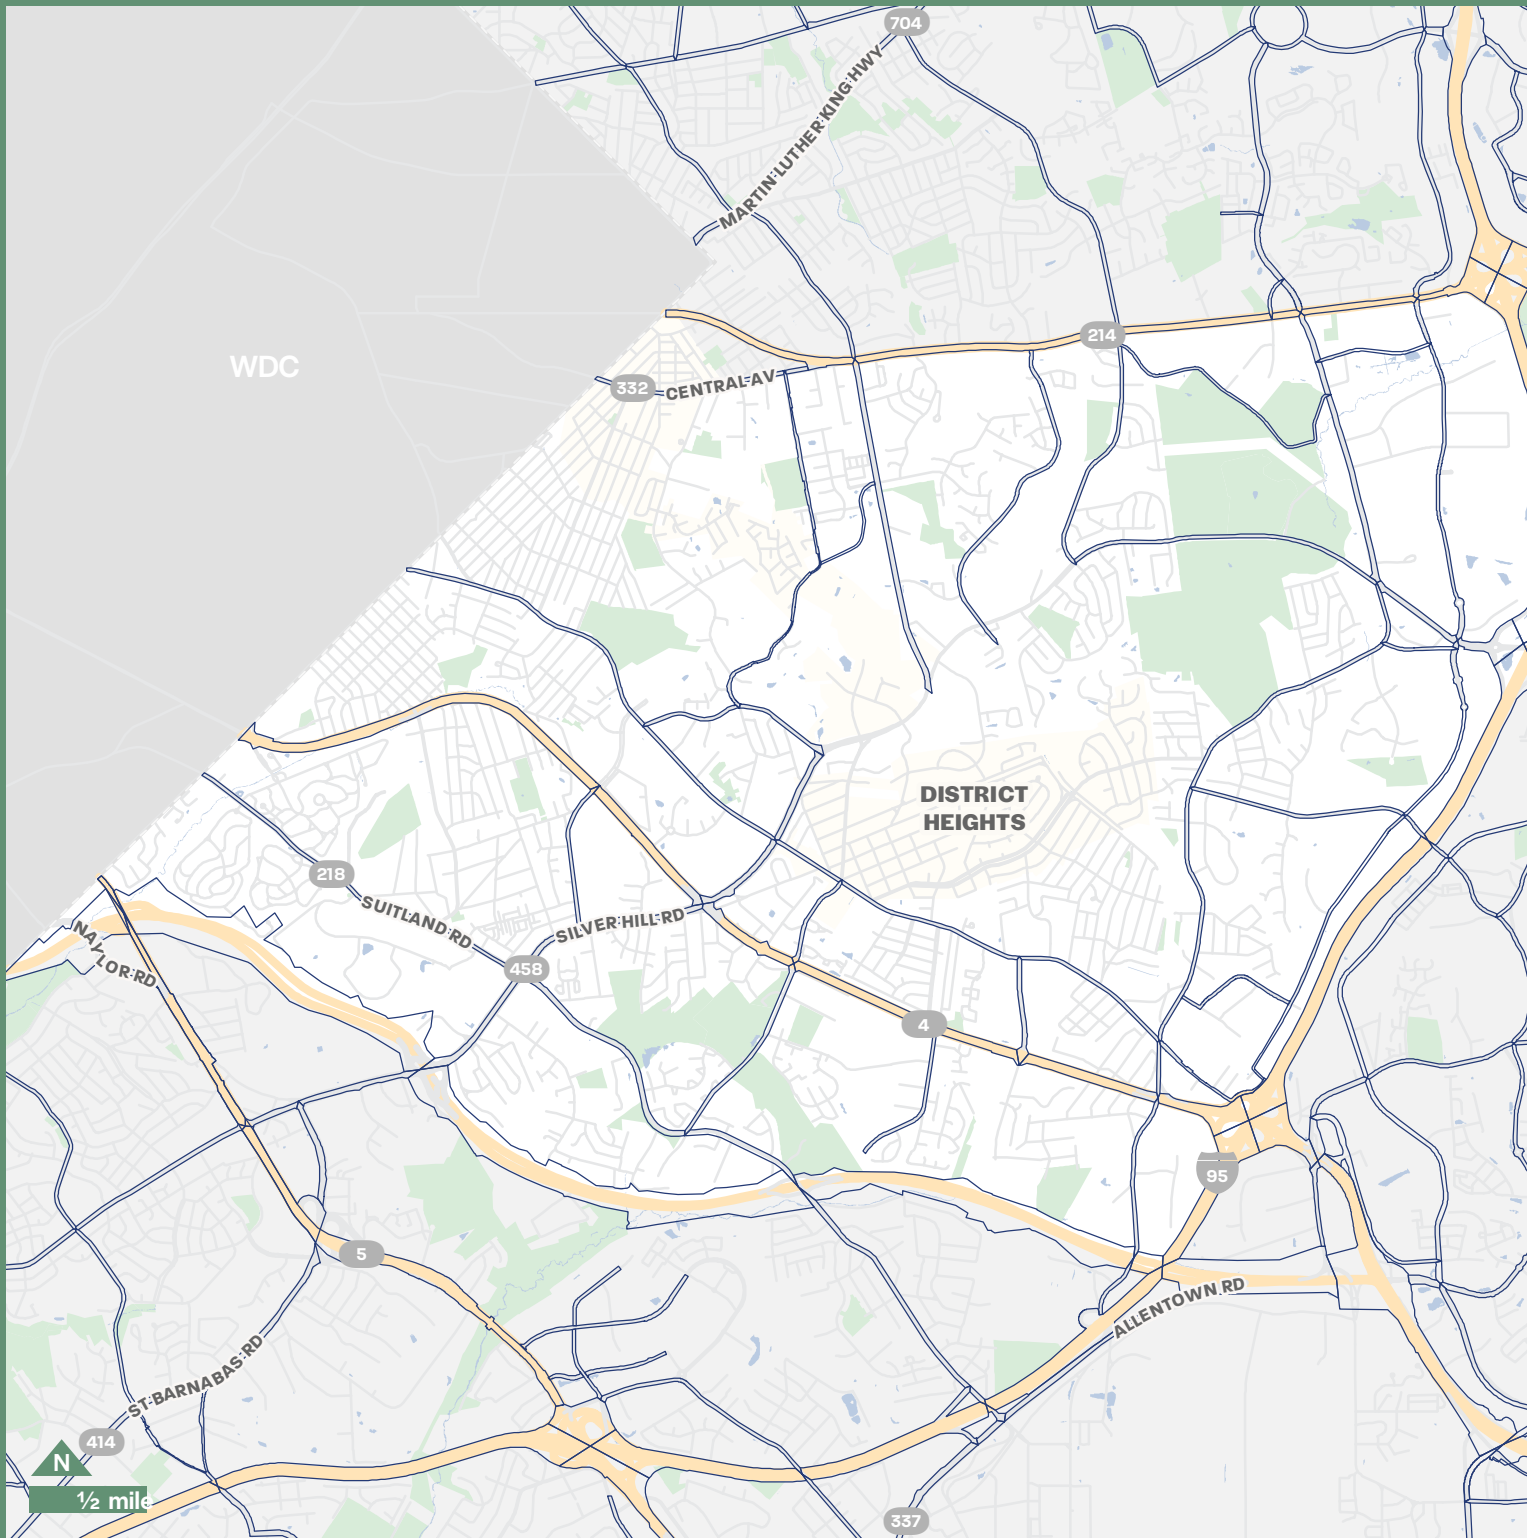 704
MARTIN LUTHER KING HWY
214
WDC
332
CENTRAL AV
DISTRICT
HEIGHTS
218
SUITLAND RD
SILVER HILL RD
NAYLOR RD
458
4
95
5
ALLENTOWN RD
ST BARNABAS RD
414
N
½ mile
337